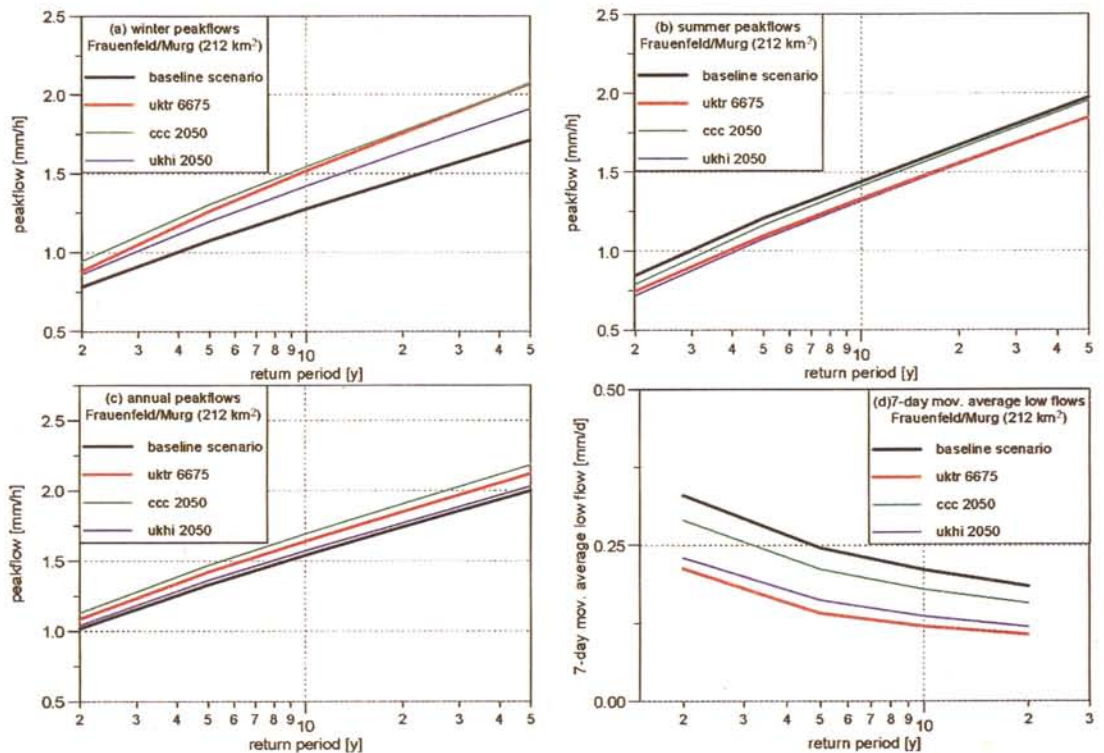 2.5
2.0
1.5
1.0
0.5
peakflow [mm/h]
(a) winter peakflows
Frauenfeld/Murg (212 km²)
baseline scenario
uktr 6675
ccc 2050
ukhi 2050
2 3 4 5 6 7 8 9 10 2 3 4 5
return period [y]
2.5
2.0
1.5
1.0
0.5
peakflow [mm/h]
(b) summer peakflows
Frauenfeld/Murg (212 km²)
baseline scenario
uktr 6675
ccc 2050
ukhi 2050
2 3 4 5 6 7 8 9 10 2 3 4 5
return period [y]
2.5
2.0
1.5
1.0
0.5
peakflow [mm/h]
(c) annual peakflows
Frauenfeld/Murg (212 km²)
baseline scenario
uktr 6675
ccc 2050
ukhi 2050
2 3 4 5 6 7 8 9 10 2 3 4 5
return period [y]
0.50
0.25
0.00
7-day mov. average low flow [mm/d]
(d)7-day mov. average low flows
Frauenfeld/Murg (212 km²)
baseline scenario
uktr 6675
ccc 2050
ukhi 2050
2 3 4 5 6 7 8 9 10 2 3
return period [y]